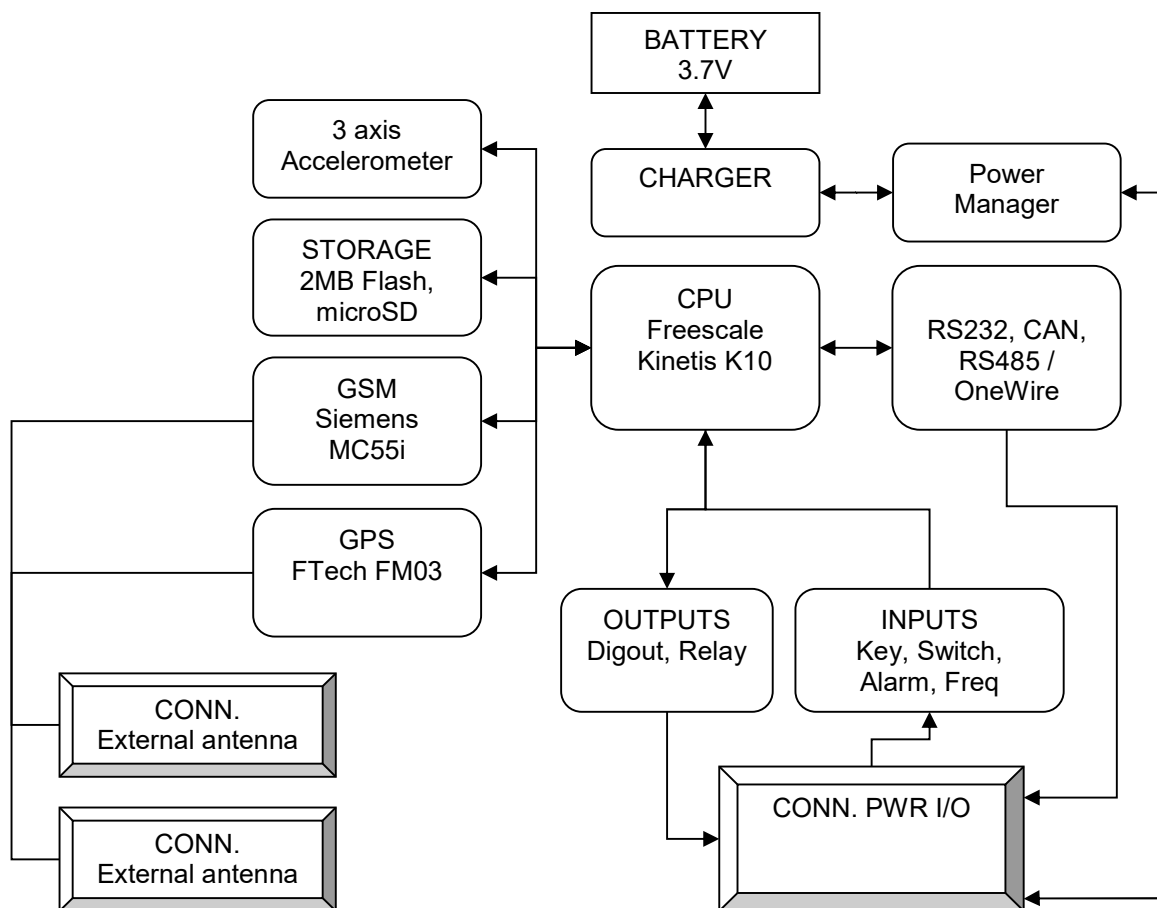 BATTERY
3.7V
3 axis
Accelerometer
CHARGER
Power
Manager
STORAGE
2MB Flash,
microSD
CPU
Freescale
Kinetis K10
RS232, CAN,
RS485 /
OneWire
GSM
Siemens
MC55i
GPS
FTech FM03
OUTPUTS
Digout, Relay
INPUTS
Key, Switch,
Alarm, Freq
CONN.
External antenna
CONN. PWR I/O
CONN.
External antenna